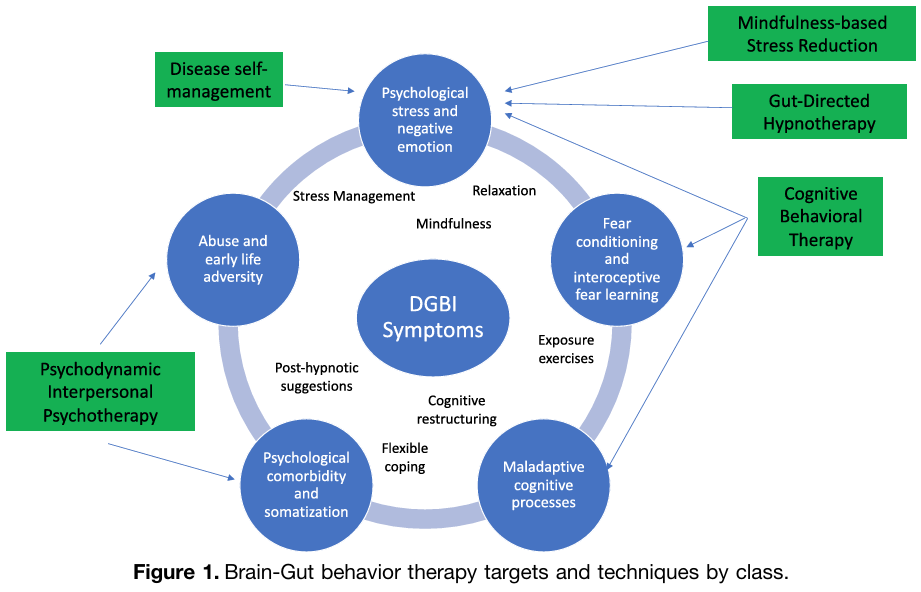 Mindfulness-based
Stress Reduction
Disease self-
management
Psychological
stress and
negative
emotion
Gut-Directed
Hypnotherapy
Stress Management
Relaxation
Mindfulness
Cognitive
Behavioral
Therapy
Abuse and
early life
adversity
Fear
conditioning
and
interoceptive
fear learning
DGBI
Symptoms
Exposure
exercises
Psychodynamic
Interpersonal
Psychotherapy
Post-hypnotic
suggestions
Cognitive
restructuring
Flexible
coping
Psychological
comorbidity
and
somatization
Maladaptive
cognitive
processes
Figure 1. Brain-Gut behavior therapy targets and techniques by class.